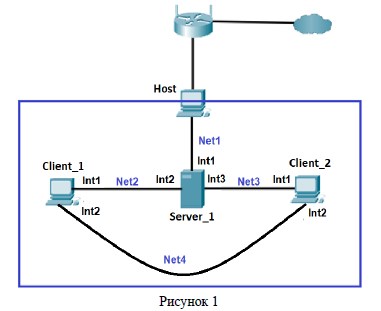 Host
Net1
Client_1
Client_2
Int1
Int1
Net2
Int2
Int3
Net3
Int1
Int2
Server_1
Int2
Net4
Рисунок 1